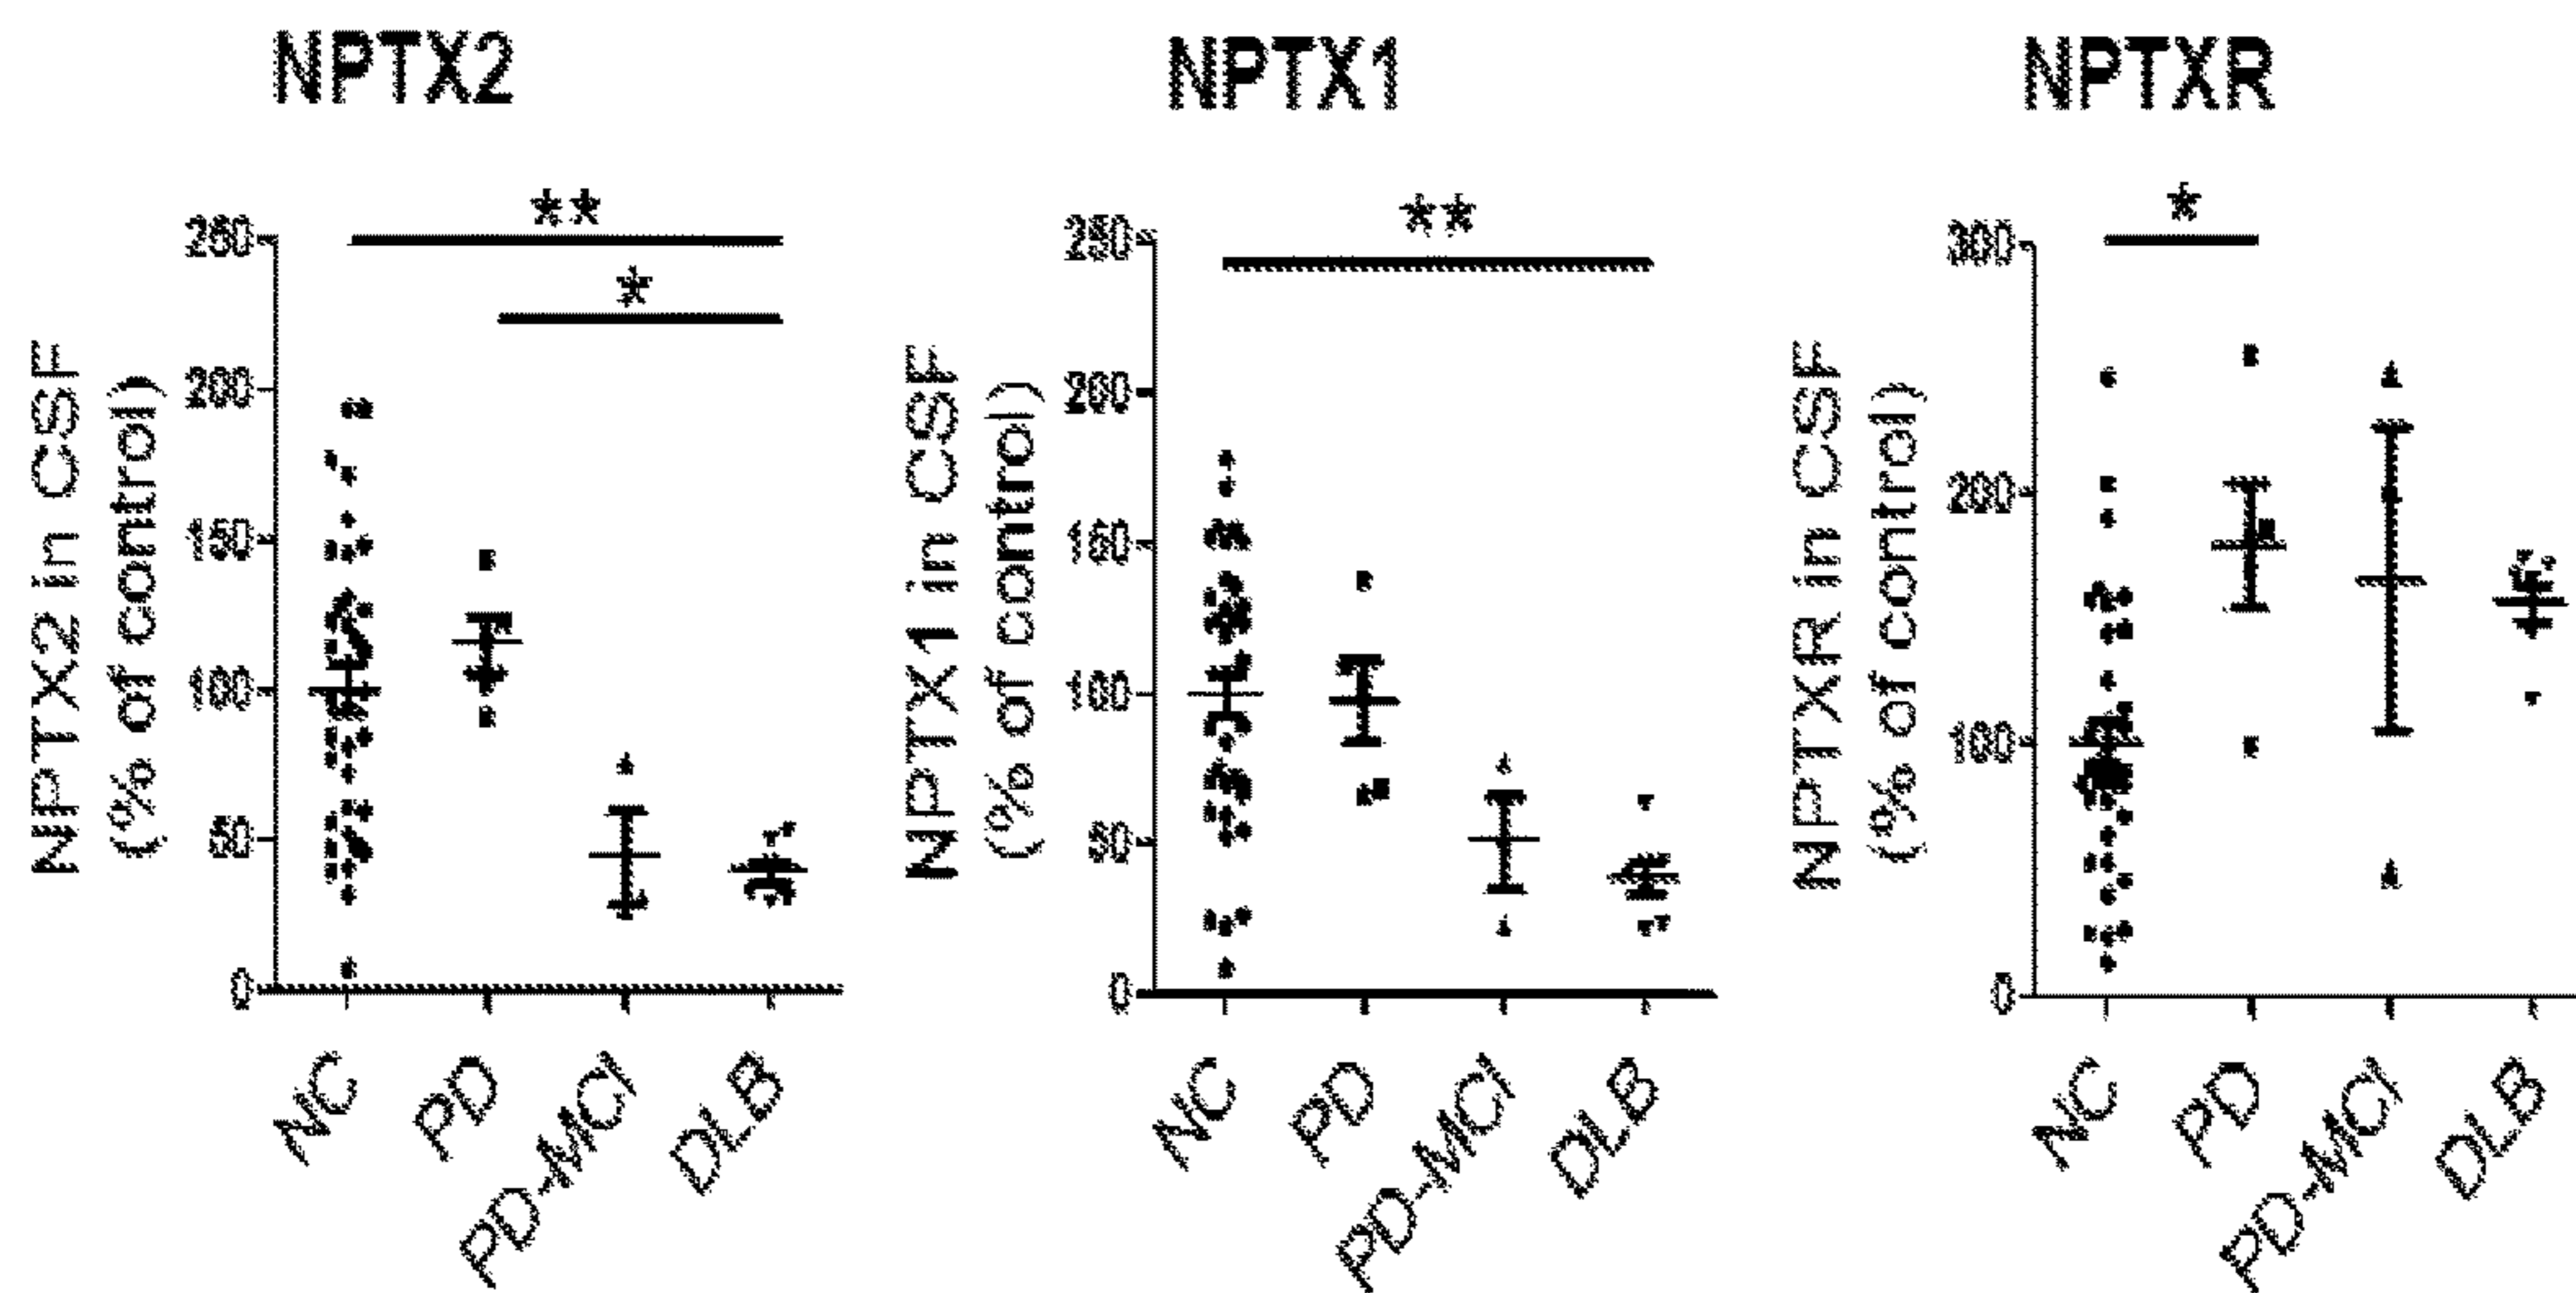 NPTX2
NPTX1
NPTXR
**
*
250
200
150
100
50
0
NPTX2 in CSF
(% of control)
NC
PD
PD-MCI
DLB
**
250
200
150
100
50
0
NPTX1 in CSF
(% of control)
NC
PD
PD-MCI
DLB
*
300
200
100
0
NPTXR in CSF
(% of control)
NC
PD
PD-MCI
DLB